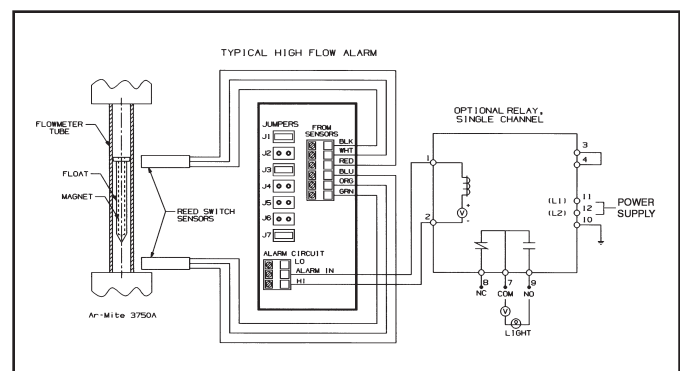 TYPICAL HIGH FLOW ALARM
FLOWMETER
TUBE
FLOAT
MAGNET
REED SWITCH
SENSORS
Ar-Mite 3750A
JUMPERS
J1
J2
J3
J4
J5
J6
J7
FROM
SENSORS
BLK
WHT
RED
BLU
ORG
GRN
ALARM CIRCUIT
LO
ALARM IN
HI
OPTIONAL RELAY,
SINGLE CHANNEL
1
2
V
+
-
3
4
(L1) 11
(L2) 12
10
POWER
SUPPLY
8 7 9
NC COM NO
V
LIGHT